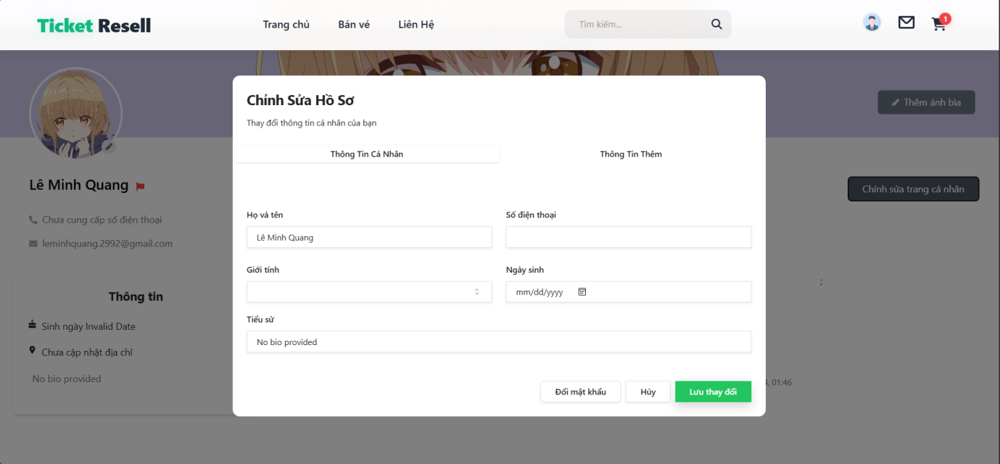 Ticket Resell
Trang chủ
Bán vé
Liên Hệ
Tìm kiếm...
1
Thêm ảnh bìa
Chỉnh Sửa Hồ Sơ
Thay đổi thông tin cá nhân của bạn
Thông Tin Cá Nhân
Thông Tin Thêm
Lê Minh Quang
Chỉnh sửa trang cá nhân
Chưa cung cấp số điện thoại
leminhquang.2992@gmail.com
Họ và tên
Số điện thoại
Lê Minh Quang
Giới tính
Ngày sinh
mm/dd/yyyy
;
Thông tin
Sinh ngày Invalid Date
Chưa cập nhật địa chỉ
No bio provided
Tiểu sử
No bio provided
, 01:46
Đổi mật khẩu
Hủy
Lưu thay đổi